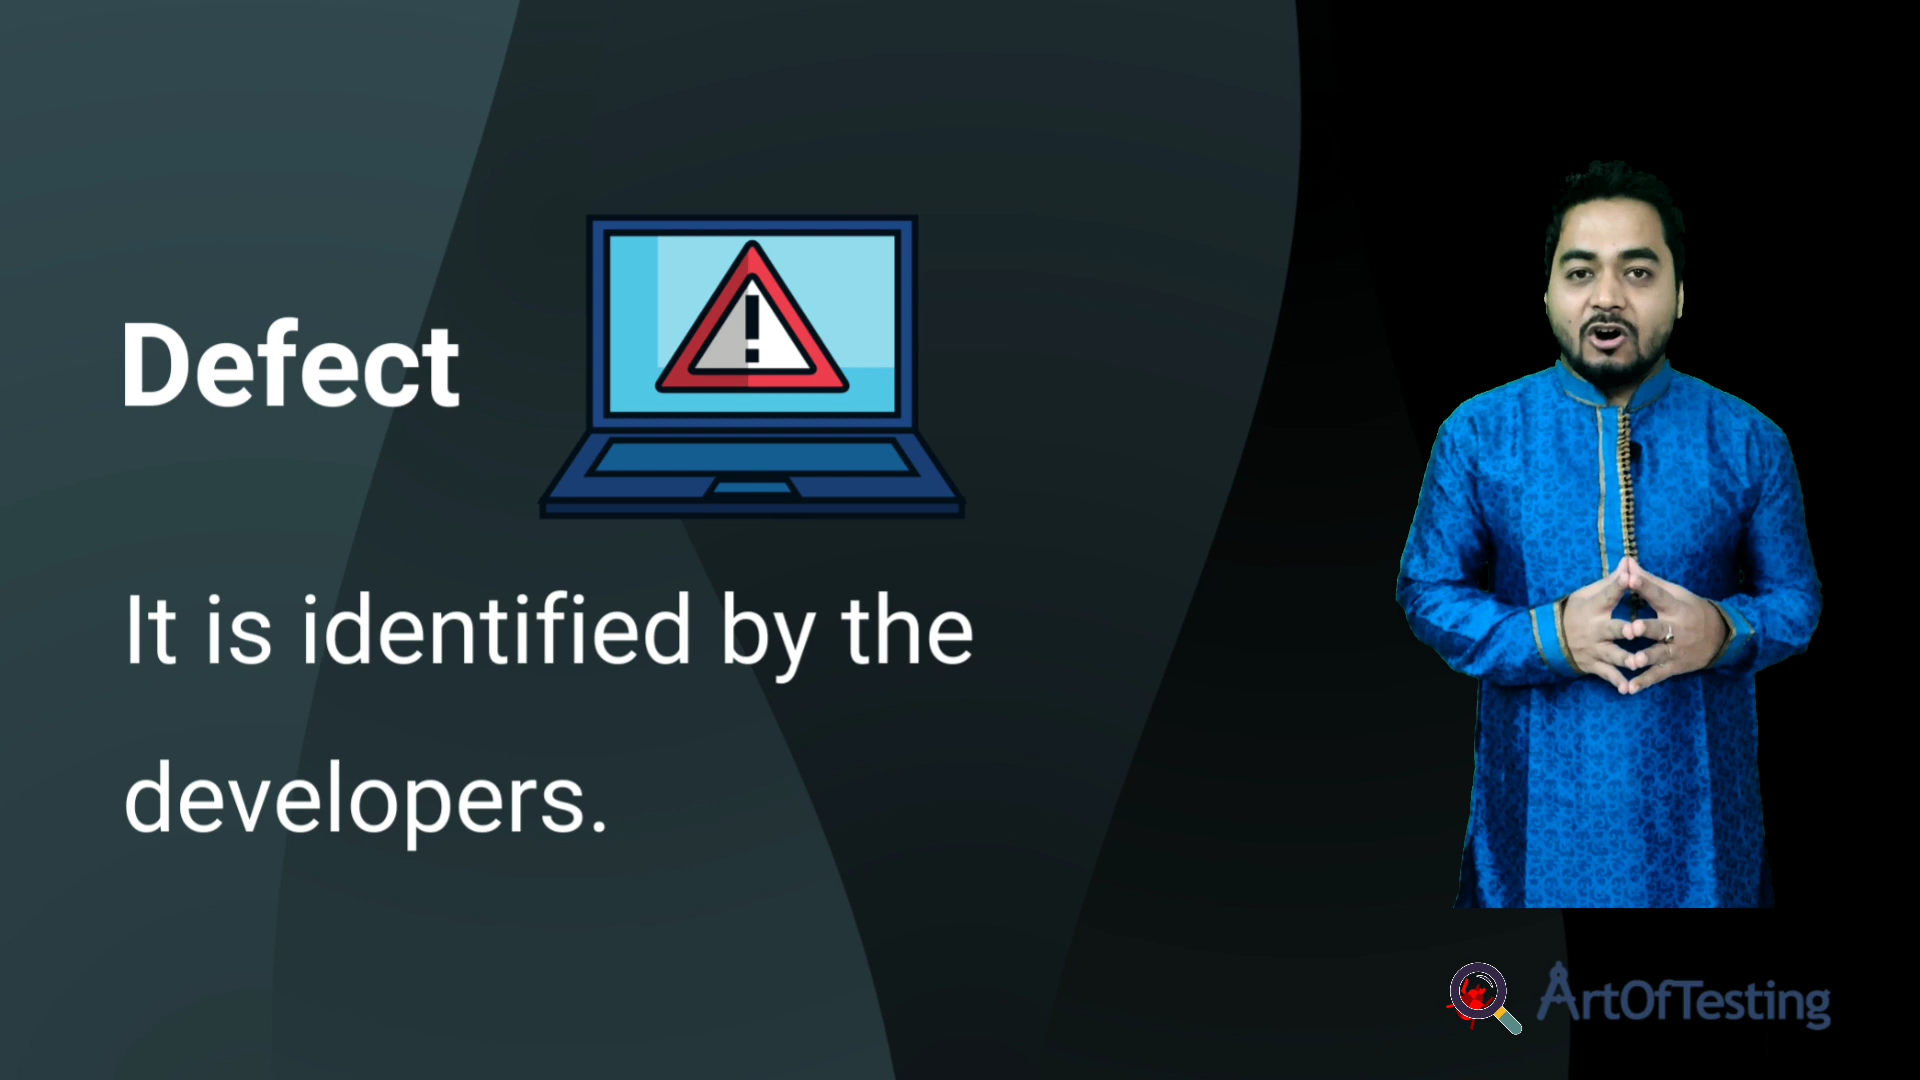 Defect
It is identified by the
developers.
ArtOfTesting